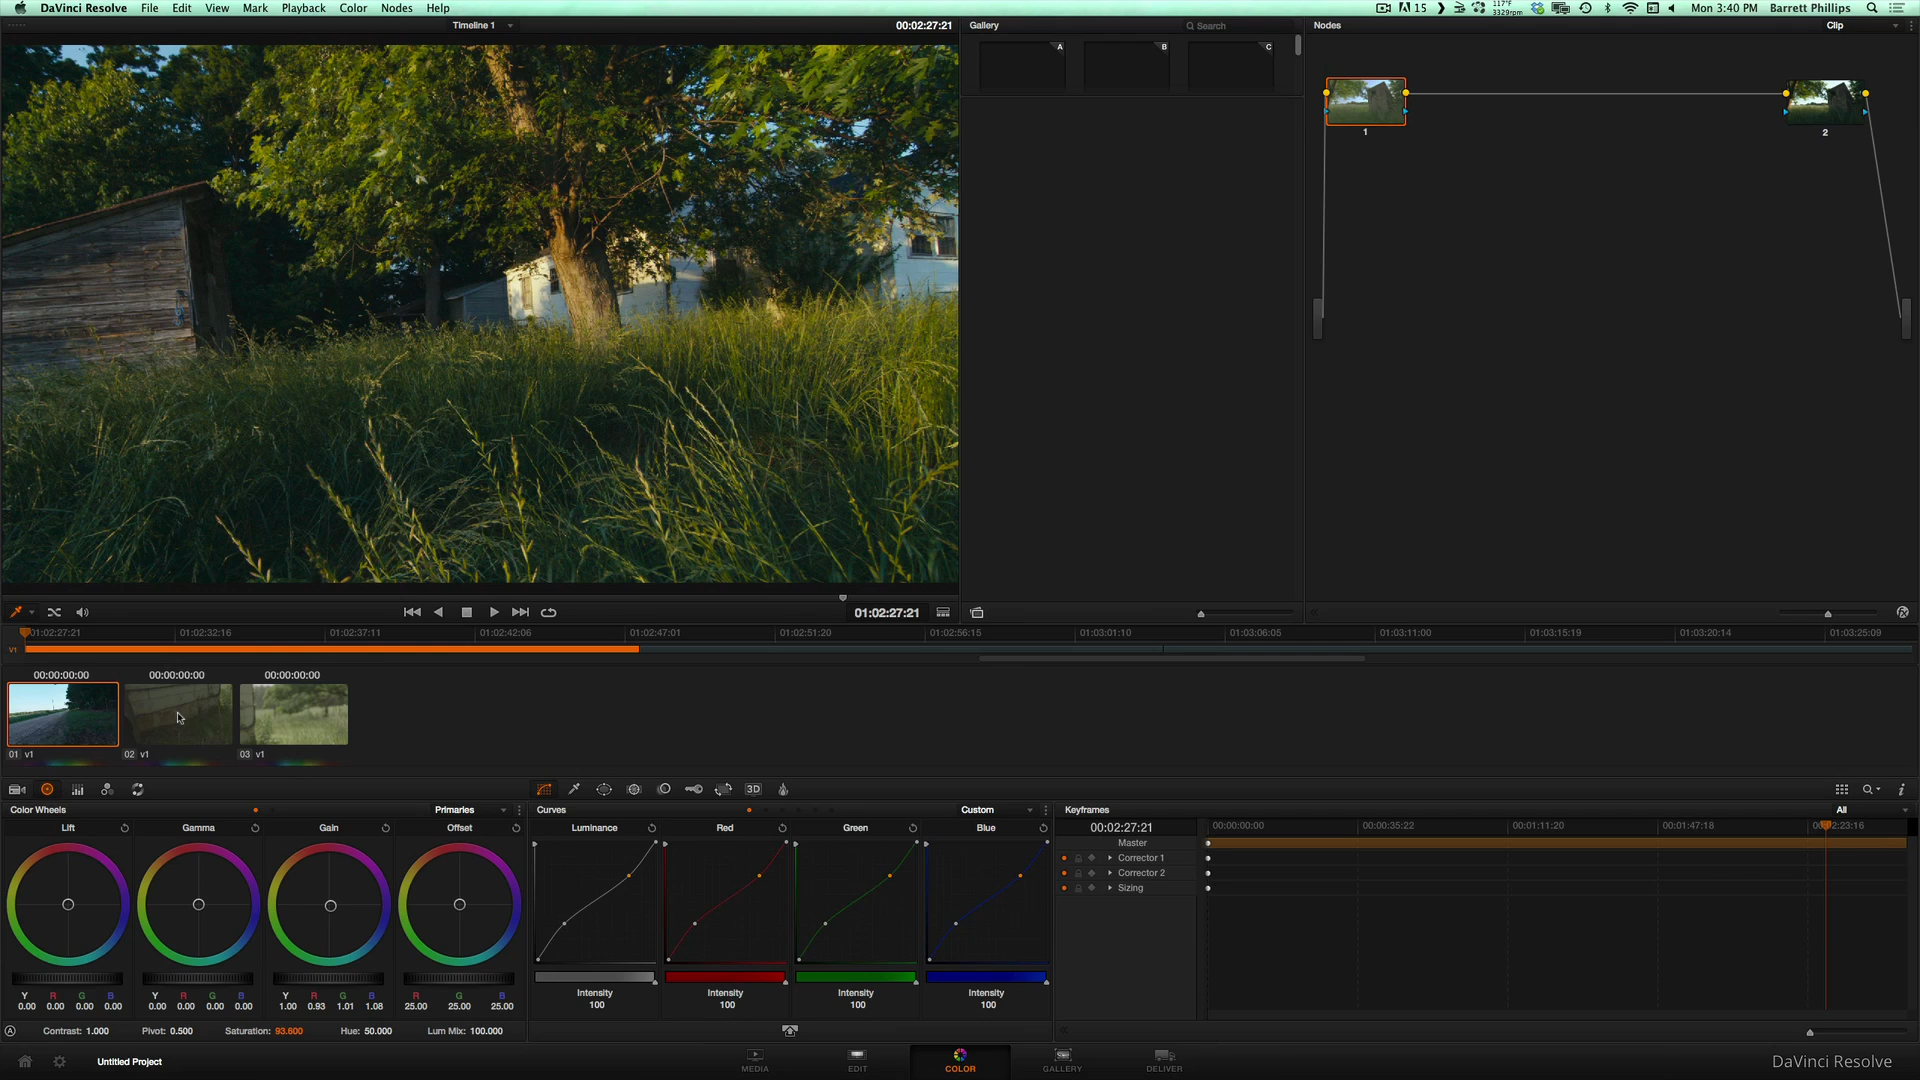 DaVinci Resolve File Edit View Mark Playback Color Nodes Help
15 117°F 3329rpm Mon 3:40 PM Barrett Phillips
Timeline 1 00:02:27:21 Gallery Search Nodes Clip
A B C
1 2
01:02:27:21
01:02:27:21 01:02:32:16 01:02:37:11 01:02:42:06 01:02:47:01 01:02:51:20 01:02:56:15 01:03:01:10 01:03:06:05 01:03:11:00 01:03:15:19 01:03:20:14 01:03:25:09
V1
00:00:00:00 00:00:00:00 00:00:00:00
01 v1 02 v1 03 v1
3D
Color Wheels Primaries Curves Custom Keyframes All
Lift Gamma Gain Offset Luminance Red Green Blue
00:02:27:21 00:00:00:00 00:00:35:22 00:01:11:20 00:01:47:18 00:02:23:16
Master
Corrector 1
Corrector 2
Sizing
Y R G B Y R G B Y R G B R G B
0.00 0.00 0.00 0.00 0.00 0.00 0.00 0.00 1.00 0.93 1.01 1.08 25.00 25.00 25.00
Intensity Intensity Intensity Intensity
100 100 100 100
A Contrast: 1.000 Pivot: 0.500 Saturation: 93.600 Hue: 50.000 Lum Mix: 100.000
Untitled Project
MEDIA EDIT COLOR GALLERY DELIVER
DaVinci Resolve